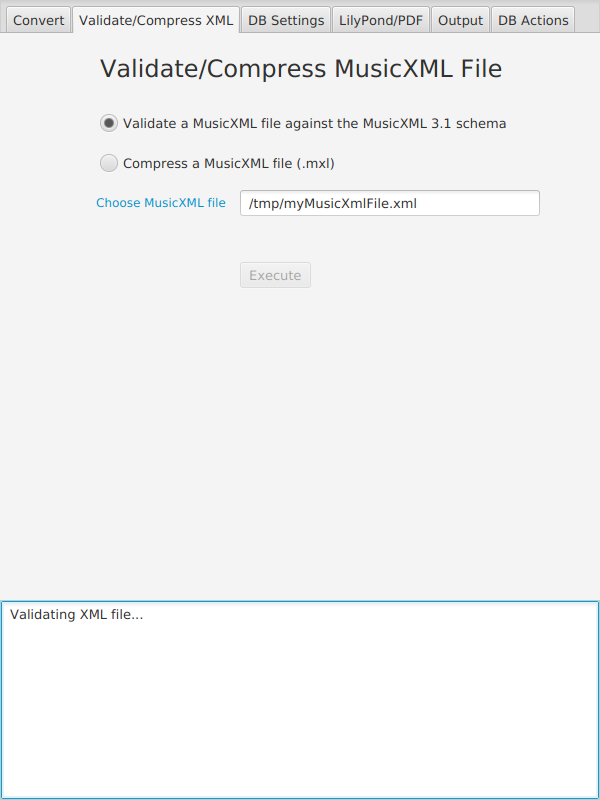 Convert Validate/Compress XML DB Settings LilyPond/PDF Output DB Actions
Validate/Compress MusicXML File
Validate a MusicXML file against the MusicXML 3.1 schema
Compress a MusicXML file (.mxl)
Choose MusicXML file /tmp/myMusicXmlFile.xml
Execute
Validating XML file...